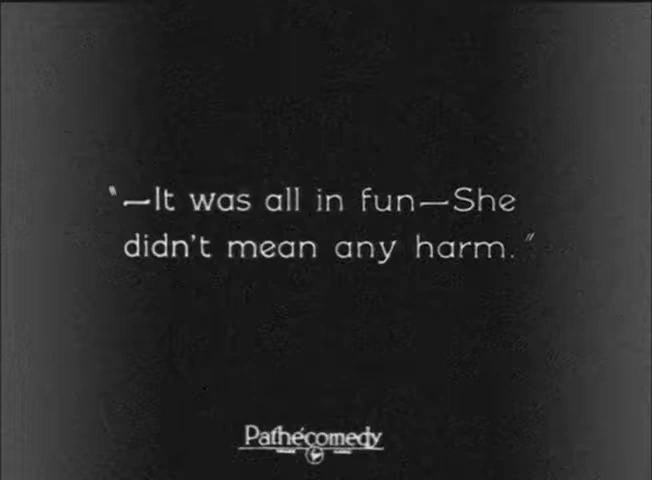 "—It was all in fun—She
didn't mean any harm."
Pathécomedy